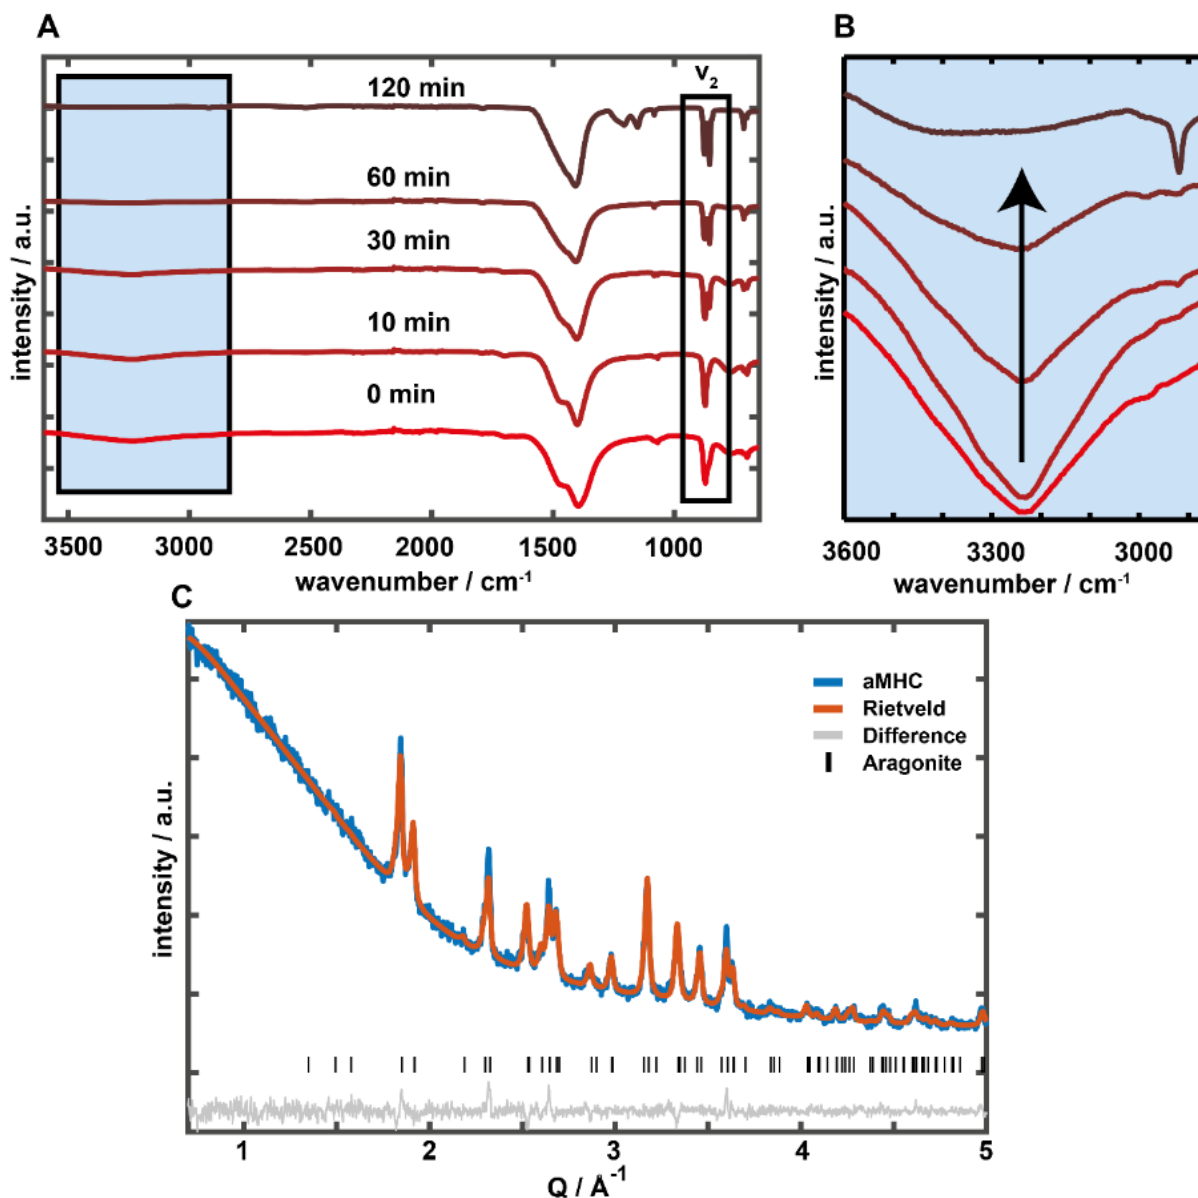 A
B
120 min
ν2
60 min
30 min
10 min
0 min
intensity / a.u.
3500 3000 2500 2000 1500 1000
wavenumber / cm-1
intensity / a.u.
3600 3300 3000
wavenumber / cm-1
C
aMHC
Rietveld
Difference
Aragonite
intensity / a.u.
1 2 3 4 5
Q / Å-1